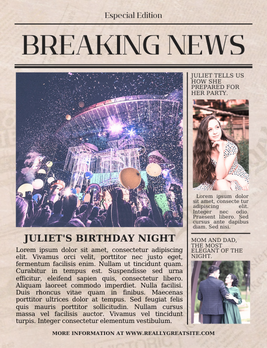 Especial Edition
BREAKING NEWS
JULIET TELLS US
HOW SHE
PREPARED FOR
HER PARTY.
Lorem ipsum dolor
sit amet, consecte tur
adipiscing elit.
Integer nec odio.
Praesent libero. Sed
cursus ante dapibus
diam. Sed nisi.
JULIET'S BIRTHDAY NIGHT
Lorem ipsum dolor sit amet, consectetur adipiscing
elit. Vivamus orci velit, porttitor nec justo eget,
fermentum facilisis enim. Nullam ut tincidunt quam.
Curabitur in tempus est. Suspendisse sed urna
efficitur, eleifend sapien quis, consectetur libero.
Aliquam laoreet commodo imperdiet. Nulla facilisi.
Duis rhoncus vitae quam in finibus. Maecenas
porttitor ultrices dolor at tempus. Sed feugiat felis
quis mauris porttitor sollicitudin. Nullam cursus
massa vel facilisis auctor. Vivamus vel tincidunt
turpis. Integer consectetur elementum vestibulum.
MOM AND DAD,
THE MOST
ELEGANT OF THE
NIGHT.
MORE INFORMATION AT WWW.REALLYGREATSITE.COM